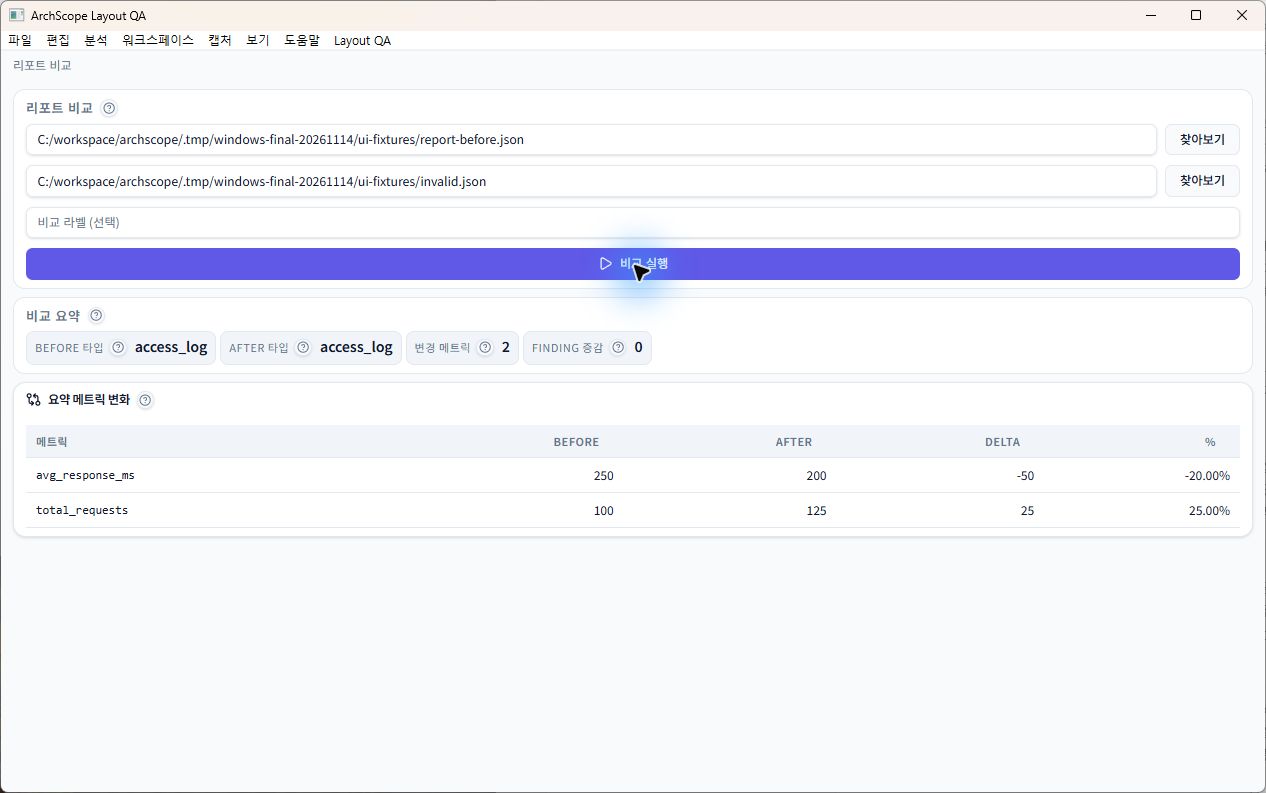 ArchScope Layout QA
파일 편집 분석 워크스페이스 캡처 보기 도움말 Layout QA
리포트 비교
리포트 비교
C:/workspace/archscope/.tmp/windows-final-20261114/ui-fixtures/report-before.json 찾아보기
C:/workspace/archscope/.tmp/windows-final-20261114/ui-fixtures/invalid.json 찾아보기
비교 라벨 (선택)
비교 실행
비교 요약
BEFORE 타입 access_log AFTER 타입 access_log 변경 메트릭 2 FINDING 증감 0
요약 메트릭 변화
메트릭 BEFORE AFTER DELTA %
avg_response_ms 250 200 -50 -20.00%
total_requests 100 125 25 25.00%